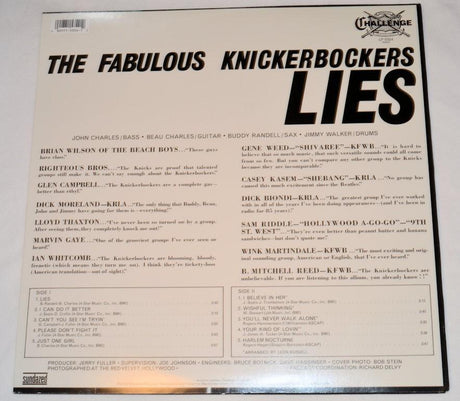 CHALLENGE
THE FABULOUS KNICKERBOCKERS
LIES
JOHN CHARLES/BASS • BEAU CHARLES/GUITAR • BUDDY RANDELL/SAX • JIMMY WALKER/DRUMS
BRIAN WILSON OF THE BEACH BOYS... "These guys
have class."
RIGHTEOUS BROS.... "The Knicks are proof that talented
groups still make it. We can't say enough about the Knickerbockers."
GLEN CAMPBELL... "The Knickerbockers are a complete gas—
better than ethyl."
DICK MORELAND—KRLA... "The only thing that Buddy, Beau,
John and Jimmy have going for them is—everything."
LLOYD THAXTON... "I've never been so turned on by a group.
After seeing them, they completely knock me out!"
MARVIN GAYE... "One of the grooviest groups I've ever seen or
heard."
IAN WHITCOMB... "The Knickerbockers are blooming, bloody,
frenetic (which means they turn me on). I think they're tickety-boo
(American translation—out of sight)."
GENE WEED—"SHIVAREE"—KFWB... "It is hard to
believe that so much music, that such versatile sounds could all come
from so few. But you can't compare any other group to the Knicks
because they are incomparable."
CASEY KASEM—"SHEBANG"—KRLA... "No group has
caused this much excitement since the Beatles."
DICK BIONDI—KRLA... "The greatest group I've ever worked
with in all of the years I've been doing appearances—(and I've been in
radio for 85 years)!"
SAM RIDDLE—"HOLLYWOOD A-GO-GO"—"9TH
ST. WEST"... "They're even better than peanut butter and banana
sandwiches—but don't quote me."
WINK MARTINDALE—KFWB... "The most exciting and origi-
nal sounding group, American or English, that I've ever heard."
B. MITCHELL REED—KFWB... "The Knickerbockers are
unbelievable. If you are listening to this album, you already know...!"
SIDE I
1. LIES
2. I CAN DO IT BETTER
3. CAN'T YOU SEE I'M TRYIN'
4. PLEASE DON'T FIGHT IT
5. JUST ONE GIRL
SIDE II
1. I BELIEVE IN HER*
2. WISHFUL THINKING*
3. YOU'LL NEVER WALK ALONE*
4. YOUR KIND OF LOVIN'*
5. HARLEM NOCTURNE
*ARRANGED BY LEON RUSSELL
PRODUCER: JERRY FULLER • SUPERVISION: JOE JOHNSON • ENGINEERS: BRUCE BOTNICK, DAVE HASSINGER • COVER PHOTO: BOB STEIN
PHOTOGRAPHED AT THE RED VELVET HOLLYWOOD
PAST COORDINATION: RICHARD DELVY
sundazed